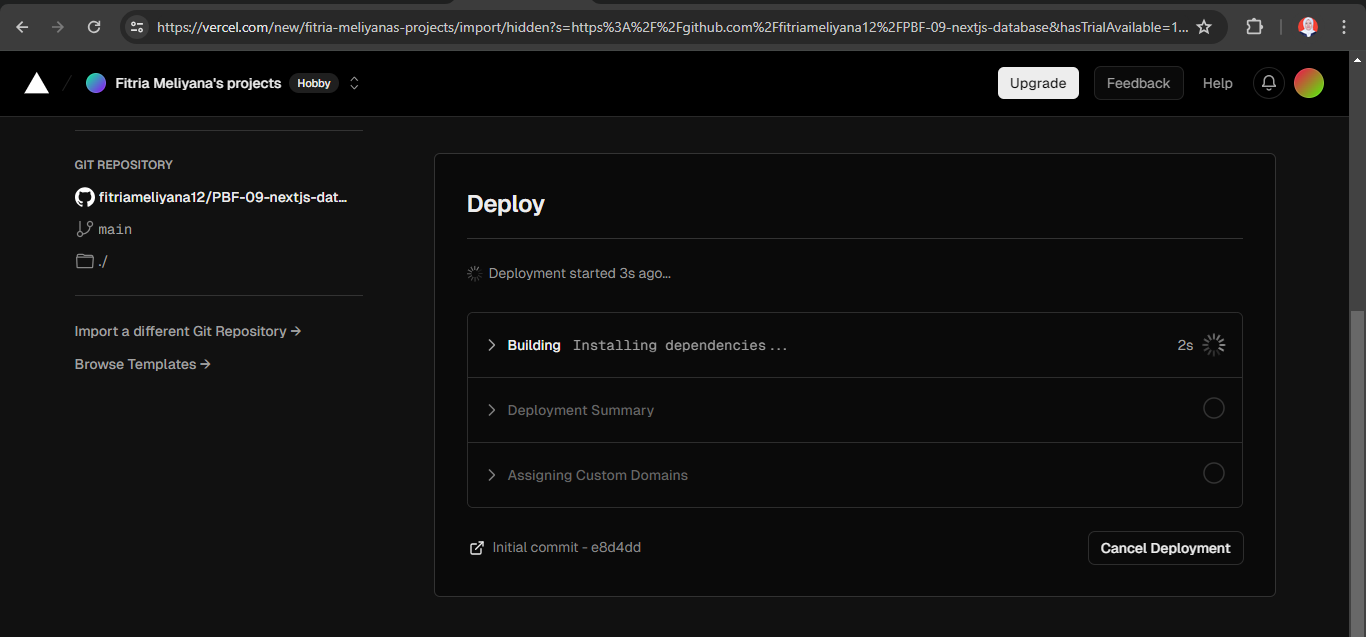 https://vercel.com/new/fitria-meliyanas-projects/import/hidden?s=https%3A%2F%2Fgithub.com%2Ffitriameliyana12%2FPBF-09-nextjs-database&hasTrialAvailable=1...
Fitria Meliyana's projects Hobby Upgrade Feedback Help
GIT REPOSITORY
fitriameliyana12/PBF-09-nextjs-dat...
main
./
Import a different Git Repository →
Browse Templates →
Deploy
Deployment started 3s ago...
Building Installing dependencies... 2s
Deployment Summary
Assigning Custom Domains
Initial commit - e8d4dd Cancel Deployment